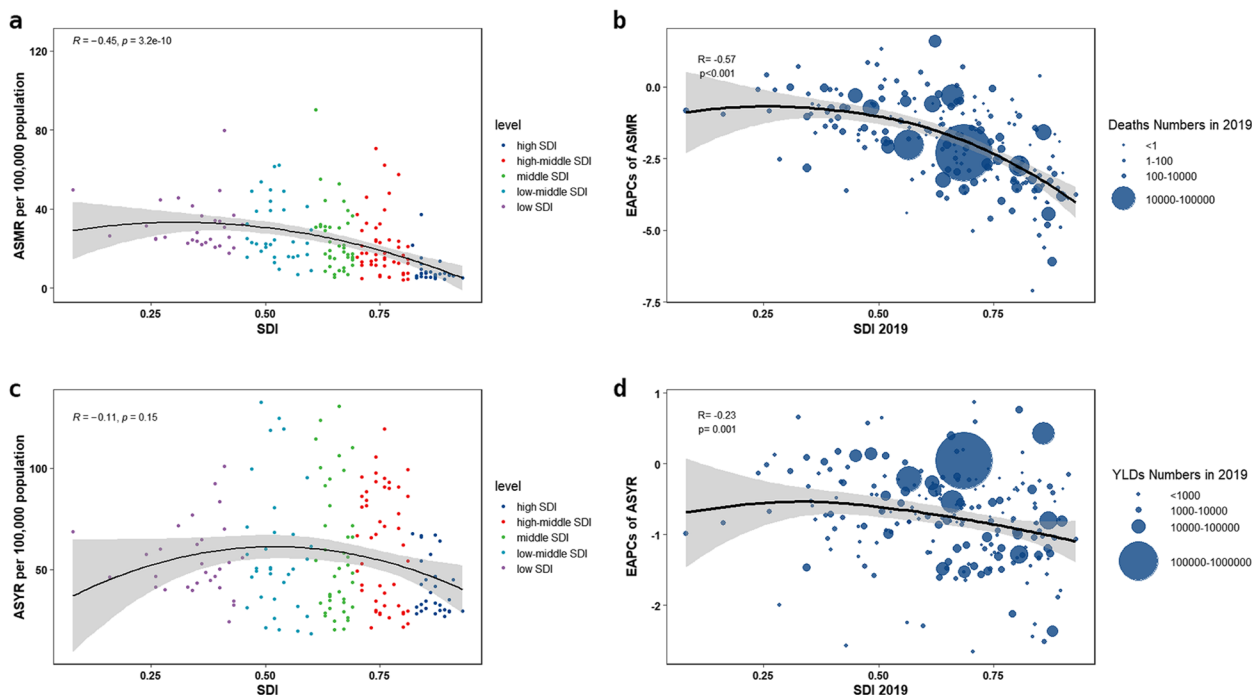 a
R = −0.45, p = 3.2e-10
ASMR per 100,000 population
120
80
40
0
0.25
0.50
0.75
SDI
level
high SDI
high-middle SDI
middle SDI
low-middle SDI
low SDI
b
R= -0.57
p<0.001
EAPCs of ASMR
0.0
-2.5
-5.0
-7.5
0.25
0.50
0.75
SDI 2019
Deaths Numbers in 2019
<1
1-100
100-10000
10000-100000
c
R = −0.11, p = 0.15
ASYR per 100,000 population
100
50
0.25
0.50
0.75
SDI
level
high SDI
high-middle SDI
middle SDI
low-middle SDI
low SDI
d
R= -0.23
p= 0.001
EAPCs of ASYR
1
0
-1
-2
0.25
0.50
0.75
SDI 2019
YLDs Numbers in 2019
<1000
1000-10000
10000-100000
100000-1000000